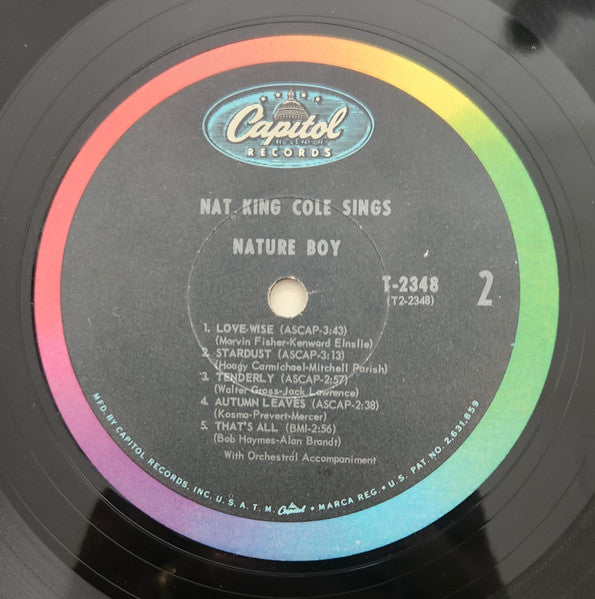 Capitol
REG. U.S. PAT. OFF.
RECORDS
NAT KING COLE SINGS
NATURE BOY
T-2348
(T2-2348)
2
1. LOVE-WISE (ASCAP-3:43)
(Marvin Fisher-Kenward Elnslie)
2. STARDUST (ASCAP-3:13)
(Hoagy Carmichael-Mitchell Parish)
3. TENDERLY (ASCAP-2:57)
(Walter Gross-Jack Lawrence)
4. AUTUMN LEAVES (ASCAP-2:38)
(Kosma-Prevert-Mercer)
5. THAT'S ALL (BMI-2:56)
(Bob Haymes-Alan Brandt)
With Orchestral Accompaniment
MFD. BY CAPITOL RECORDS, INC. U. S. A. T. M. Capitol • MARCA REG. • U. S. PAT. NO. 2,631,859